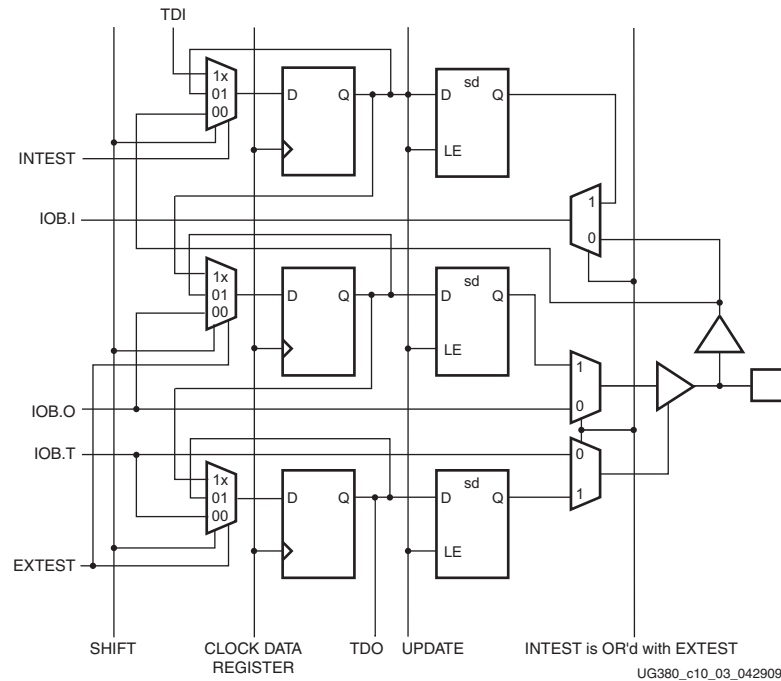 TDI
1x
01
00
D
Q
sd
D
Q
LE
INTEST
IOB.I
1
0
1x
01
00
D
Q
sd
D
Q
LE
1
0
IOB.O
IOB.T
0
1
1x
01
00
D
Q
sd
D
Q
LE
EXTEST
SHIFT
CLOCK DATA
REGISTER
TDO
UPDATE
INTEST is OR'd with EXTEST
UG380_c10_03_042909